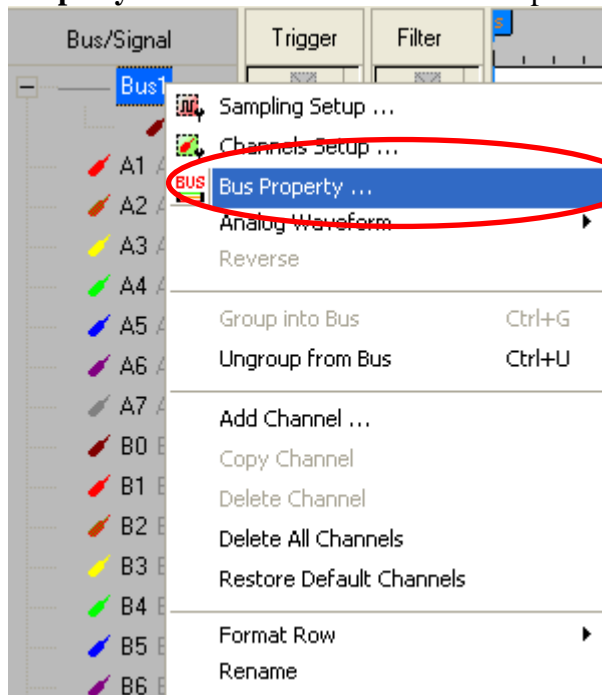 Bus/Signal Trigger Filter s
Bus1
Sampling Setup ...
Channels Setup ...
A1 A
BUS Bus Property ...
A2
Analog Waveform
A3
Reverse
A4
A5 Group into Bus Ctrl+G
A6 Ungroup from Bus Ctrl+U
A7
Add Channel ...
B0
Copy Channel
B1
Delete Channel
B2
Delete All Channels
B3
Restore Default Channels
B4
B5 Format Row
B6 Rename